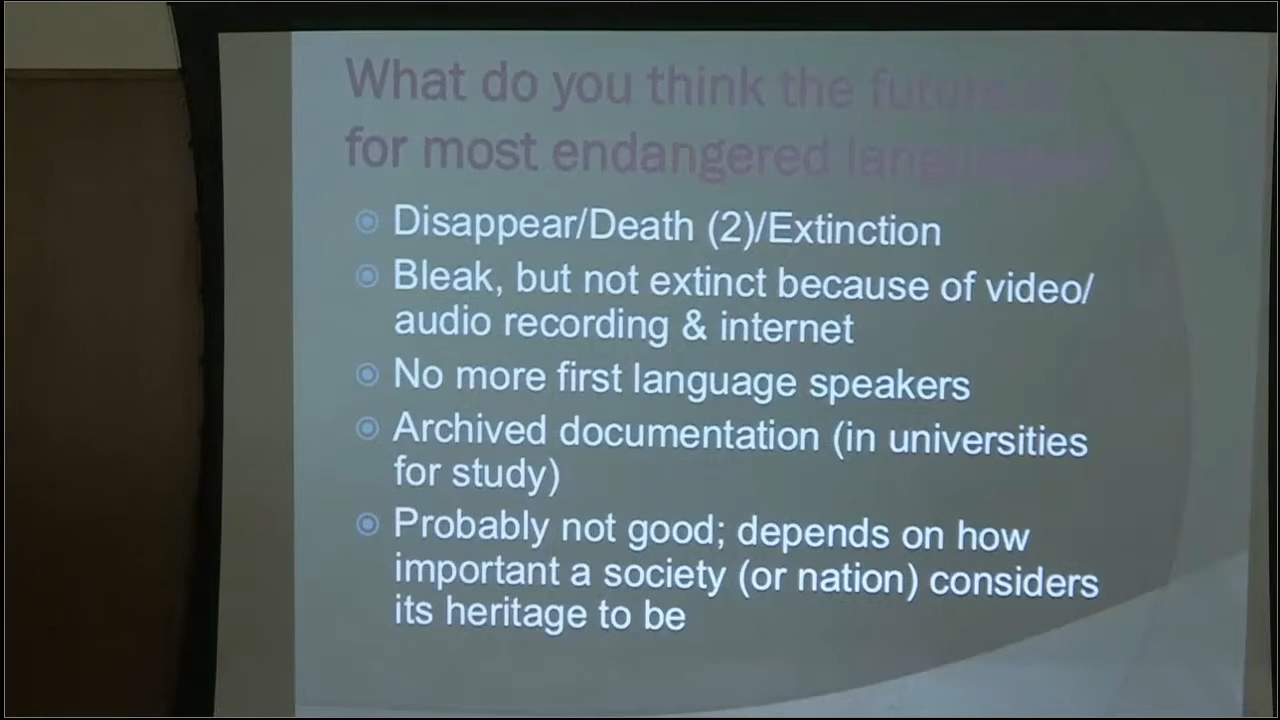 What do you think the future is
for most endangered languages?
Disappear/Death (2)/Extinction
Bleak, but not extinct because of video/
audio recording & internet
No more first language speakers
Archived documentation (in universities
for study)
Probably not good; depends on how
important a society (or nation) considers
its heritage to be